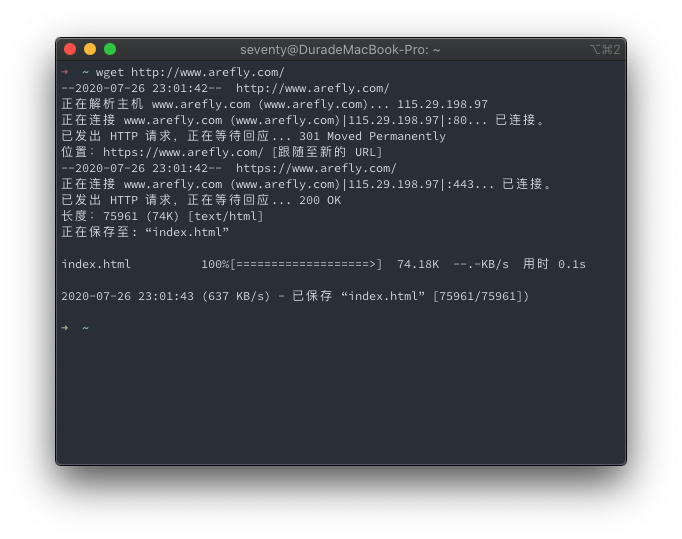 seventy@DuradeMacBook-Pro: ~ ⌥⌘2
➜ ~ wget http://www.arefly.com/
--2020-07-26 23:01:42-- http://www.arefly.com/
正在解析主机 www.arefly.com (www.arefly.com)... 115.29.198.97
正在连接 www.arefly.com (www.arefly.com)|115.29.198.97|:80... 已连接。
已发出 HTTP 请求，正在等待回应... 301 Moved Permanently
位置：https://www.arefly.com/ [跟随至新的 URL]
--2020-07-26 23:01:42-- https://www.arefly.com/
正在连接 www.arefly.com (www.arefly.com)|115.29.198.97|:443... 已连接。
已发出 HTTP 请求，正在等待回应... 200 OK
长度：75961 (74K) [text/html]
正在保存至: “index.html”
index.html 100%[===================>] 74.18K --.-KB/s 用时 0.1s
2020-07-26 23:01:43 (637 KB/s) - 已保存 “index.html” [75961/75961])
➜ ~